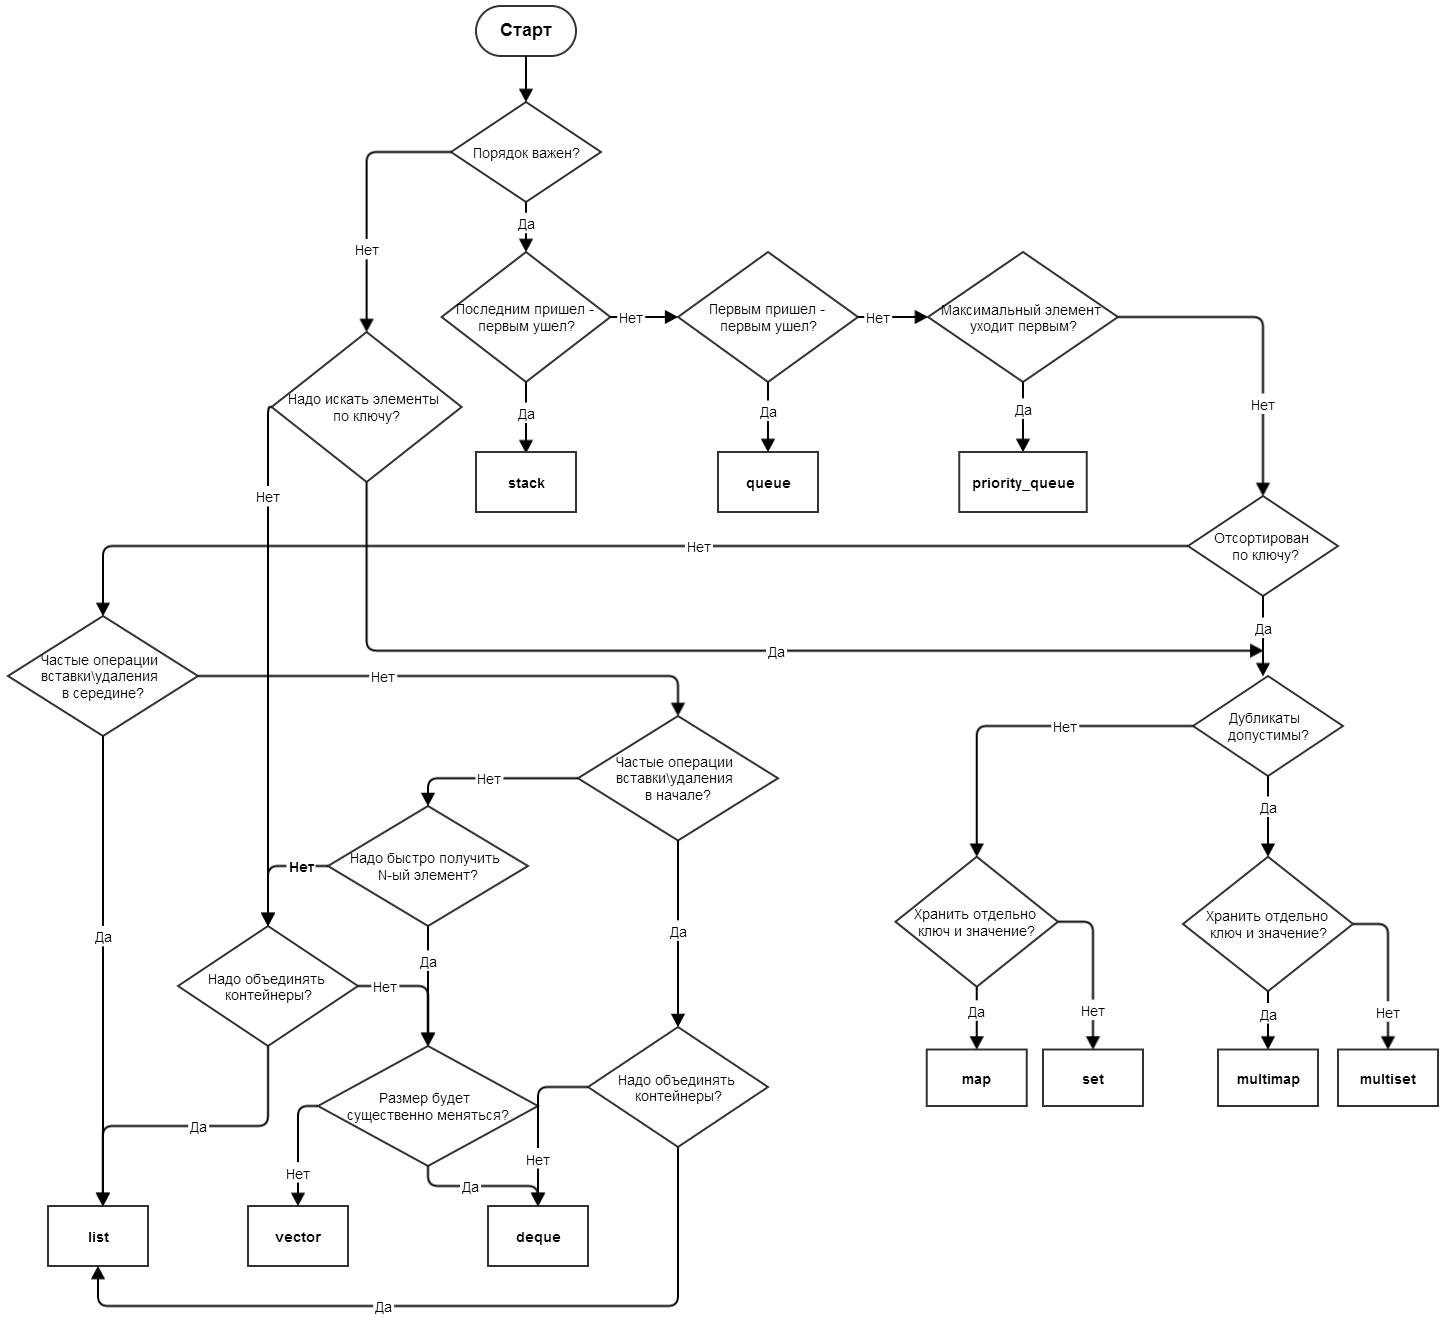 Старт
Порядок важен?
Да
Нет
Последним пришел -
первым ушел?
Нет
Первым пришел -
первым ушел?
Нет
Максимальный элемент
уходит первым?
Надо искать элементы
по ключу?
Да
Да
Да
Нет
stack
queue
priority_queue
Нет
Отсортирован
по ключу?
Нет
Да
Да
Частые операции
вставки\удаления
в середине?
Нет
Дубликаты
допустимы?
Нет
Частые операции
вставки\удаления
в начале?
Нет
Да
Надо быстро получить
N-ый элемент?
Нет
Хранить отдельно
ключ и значение?
Хранить отдельно
ключ и значение?
Да
Да
Да
Надо объединять
контейнеры?
Нет
Да
Нет
Да
Нет
Надо объединять
контейнеры?
map
set
multimap
multiset
Размер будет
существенно меняться?
Да
Нет
Нет
Да
list
vector
deque
Да